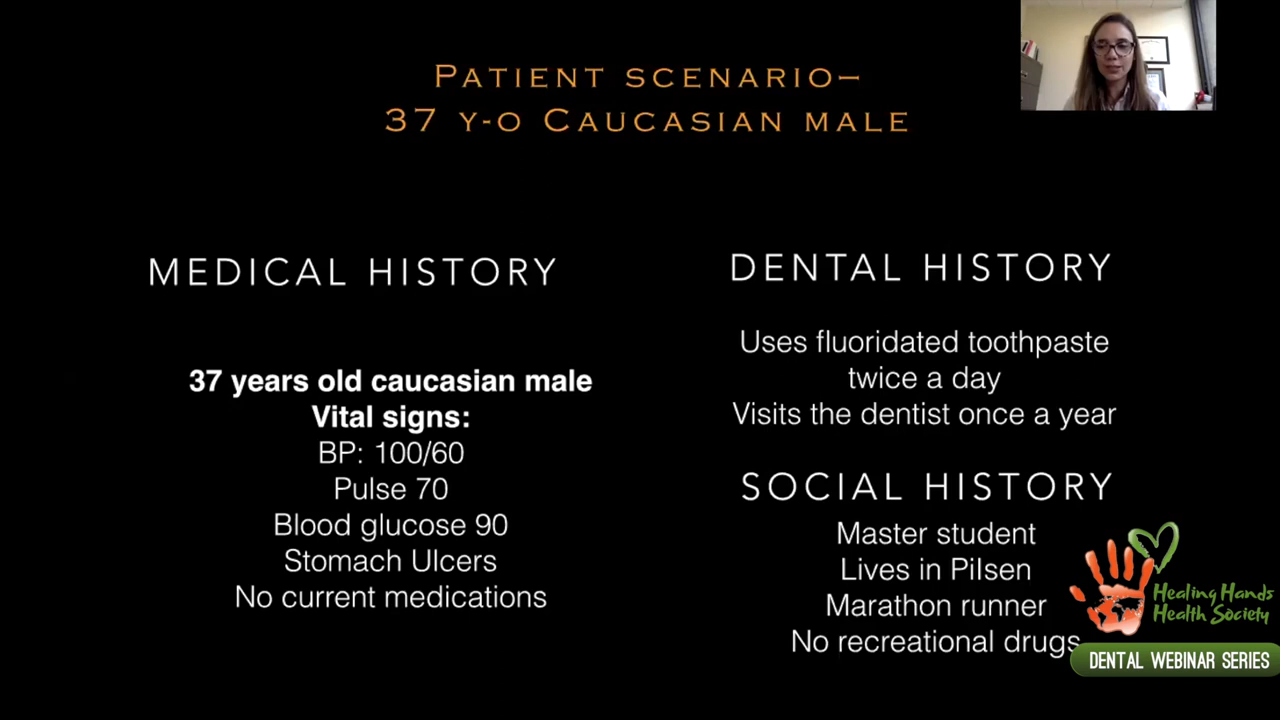 PATIENT SCENARIO–
37 Y-O CAUCASIAN MALE
MEDICAL HISTORY
37 years old caucasian male
Vital signs:
BP: 100/60
Pulse 70
Blood glucose 90
Stomach Ulcers
No current medications
DENTAL HISTORY
Uses fluoridated toothpaste
twice a day
Visits the dentist once a year
SOCIAL HISTORY
Master student
Lives in Pilsen
Marathon runner
No recreational drugs
Healing Hands
Health Society
DENTAL WEBINAR SERIES